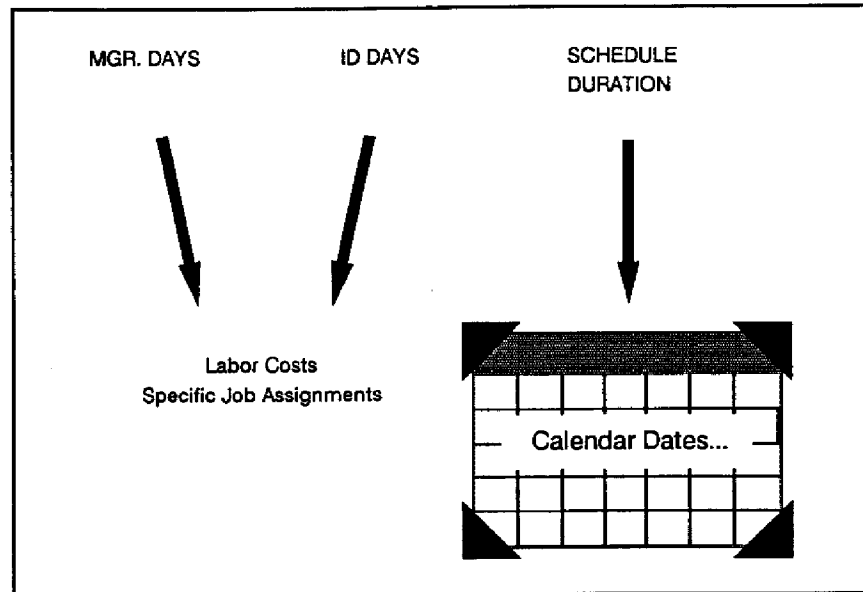 MGR. DAYS
ID DAYS
SCHEDULE
DURATION
Labor Costs
Specific Job Assignments
Calendar Dates...